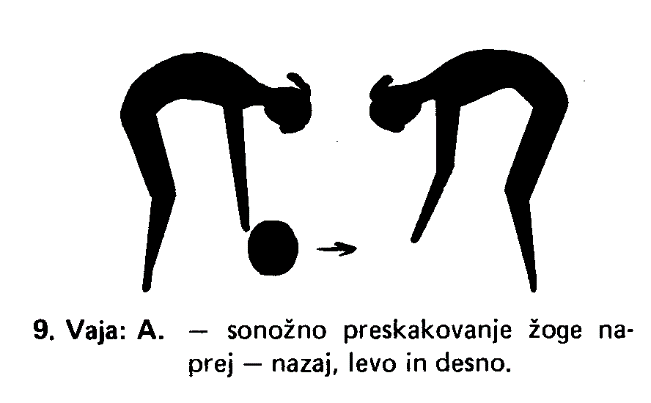 9. Vaja: A. — sonožno preskakovanje žoge na-
prej — nazaj, levo in desno.